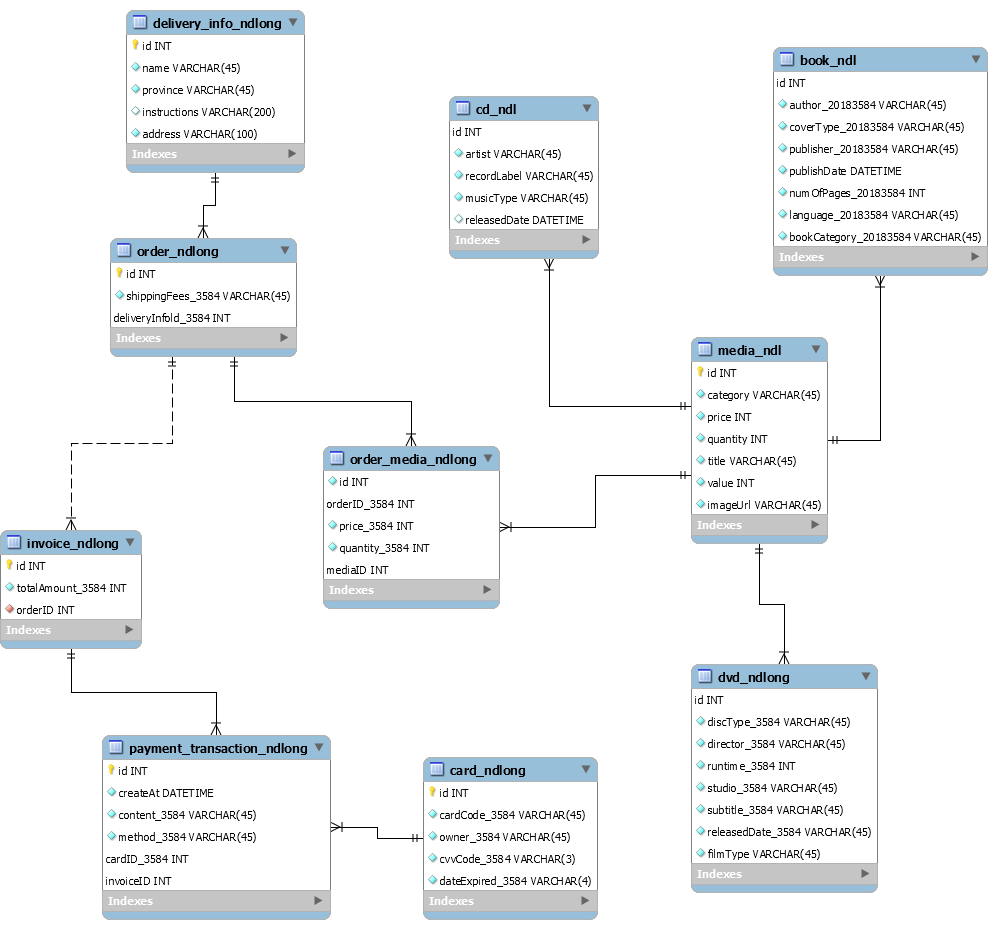 delivery_info_ndlong
id INT
name VARCHAR(45)
province VARCHAR(45)
instructions VARCHAR(200)
address VARCHAR(100)
Indexes
cd_ndl
id INT
artist VARCHAR(45)
recordLabel VARCHAR(45)
musicType VARCHAR(45)
releasedDate DATETIME
Indexes
book_ndl
id INT
author_20183584 VARCHAR(45)
coverType_20183584 VARCHAR(45)
publisher_20183584 VARCHAR(45)
publishDate DATETIME
numOfPages_20183584 INT
language_20183584 VARCHAR(45)
bookCategory_20183584 VARCHAR(45)
Indexes
order_ndlong
id INT
shippingFees_3584 VARCHAR(45)
deliveryInfoId_3584 INT
Indexes
media_ndl
id INT
category VARCHAR(45)
price INT
quantity INT
title VARCHAR(45)
value INT
imageUrl VARCHAR(45)
Indexes
order_media_ndlong
id INT
orderID_3584 INT
price_3584 INT
quantity_3584 INT
mediaID INT
Indexes
invoice_ndlong
id INT
totalAmount_3584 INT
orderID INT
Indexes
dvd_ndlong
id INT
discType_3584 VARCHAR(45)
director_3584 VARCHAR(45)
runtime_3584 INT
studio_3584 VARCHAR(45)
subtitle_3584 VARCHAR(45)
releasedDate_3584 VARCHAR(45)
filmType VARCHAR(45)
Indexes
payment_transaction_ndlong
id INT
createAt DATETIME
content_3584 VARCHAR(45)
method_3584 VARCHAR(45)
cardID_3584 INT
invoiceID INT
Indexes
card_ndlong
id INT
cardCode_3584 VARCHAR(45)
owner_3584 VARCHAR(45)
cvvCode_3584 VARCHAR(3)
dateExpired_3584 VARCHAR(4)
Indexes